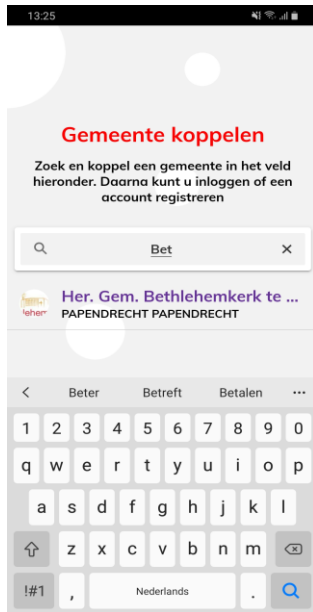 13:25
Gemeente koppelen
Zoek en koppel een gemeente in het veld
hieronder. Daarna kunt u inloggen of een
account registreren
Bet
Her. Gem. Bethlehemkerk te ...
PAPENDRECHT PAPENDRECHT
Beter Betreft Betalen ...
1 2 3 4 5 6 7 8 9 0
q w e r t y u i o p
a s d f g h j k l
z x c v b n m
!#1 , Nederlands .